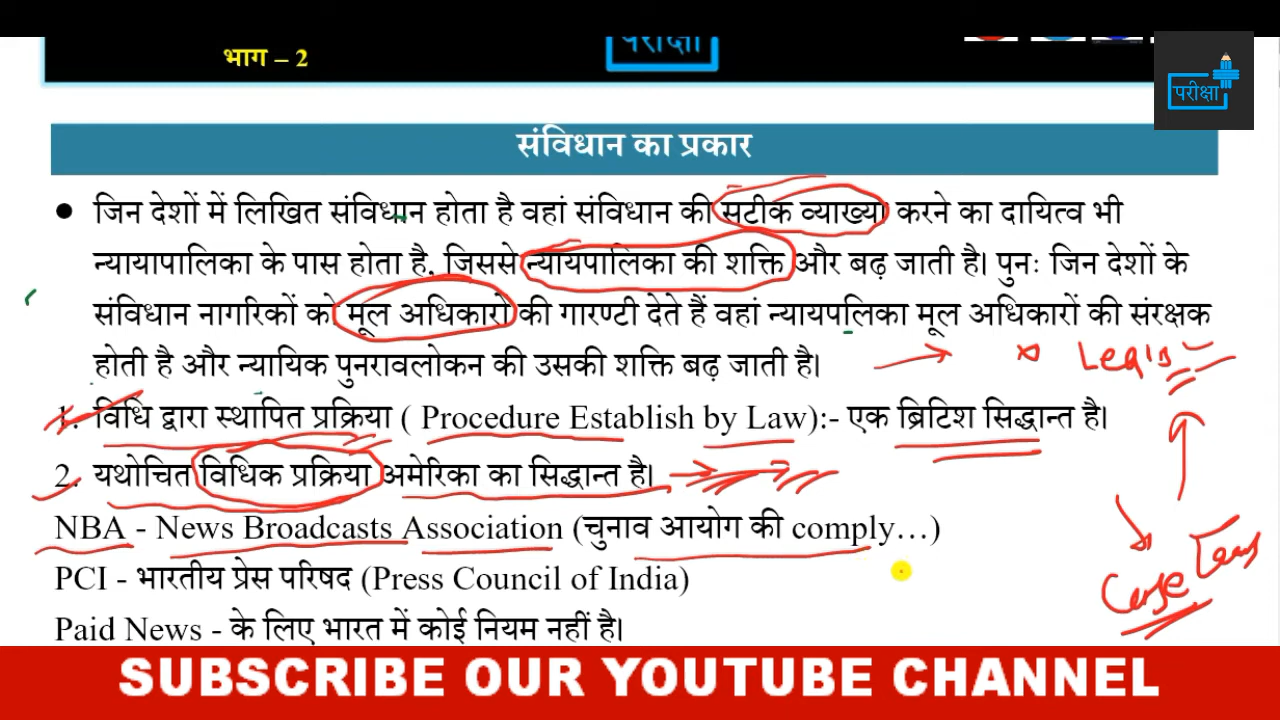 भाग – 2
परीक्षा
परीक्षा
संविधान का प्रकार
● जिन देशों में लिखित संविधान होता है वहां संविधान की सटीक व्याख्या करने का दायित्व भी
न्यायापालिका के पास होता है, जिससे न्यायपालिका की शक्ति और बढ़ जाती है। पुनः जिन देशों के
संविधान नागरिकों को मूल अधिकारों की गारण्टी देते हैं वहां न्यायपलिका मूल अधिकारों की संरक्षक
होती है और न्यायिक पुनरावलोकन की उसकी शक्ति बढ़ जाती है।
1. विधि द्वारा स्थापित प्रक्रिया ( Procedure Establish by Law):- एक ब्रिटिश सिद्धान्त है।
2. यथोचित विधिक प्रक्रिया अमेरिका का सिद्धान्त है।
NBA - News Broadcasts Association (चुनाव आयोग की comply…)
PCI - भारतीय प्रेस परिषद (Press Council of India)
Paid News - के लिए भारत में कोई नियम नहीं है।
SUBSCRIBE OUR YOUTUBE CHANNEL